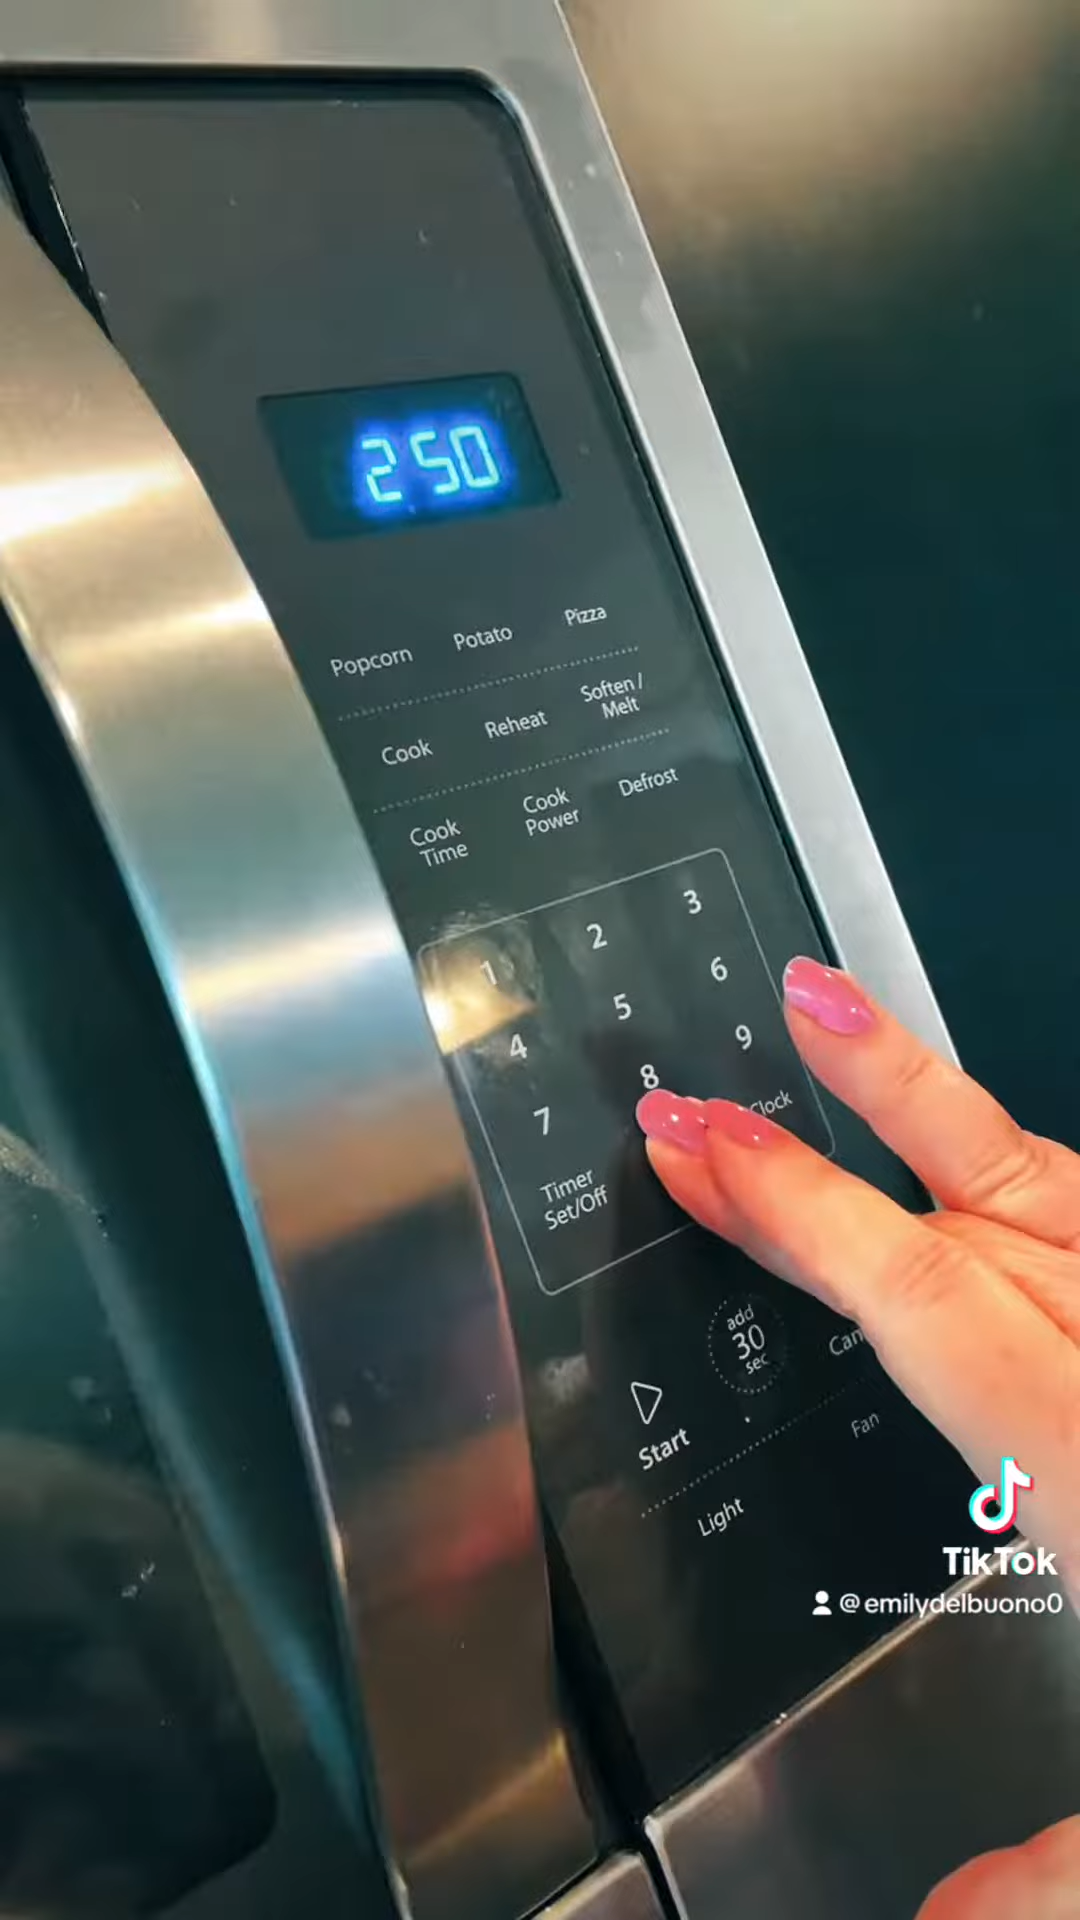 250
Popcorn Potato Pizza
Cook Reheat Soften /
Melt
Cook
Time
Cook
Power
Defrost
1 2 3
4 5 6
7 8 9
Timer
Set/Off
Clock
add
30
sec
Start
Fan
Light
TikTok
@emilydelbuono0